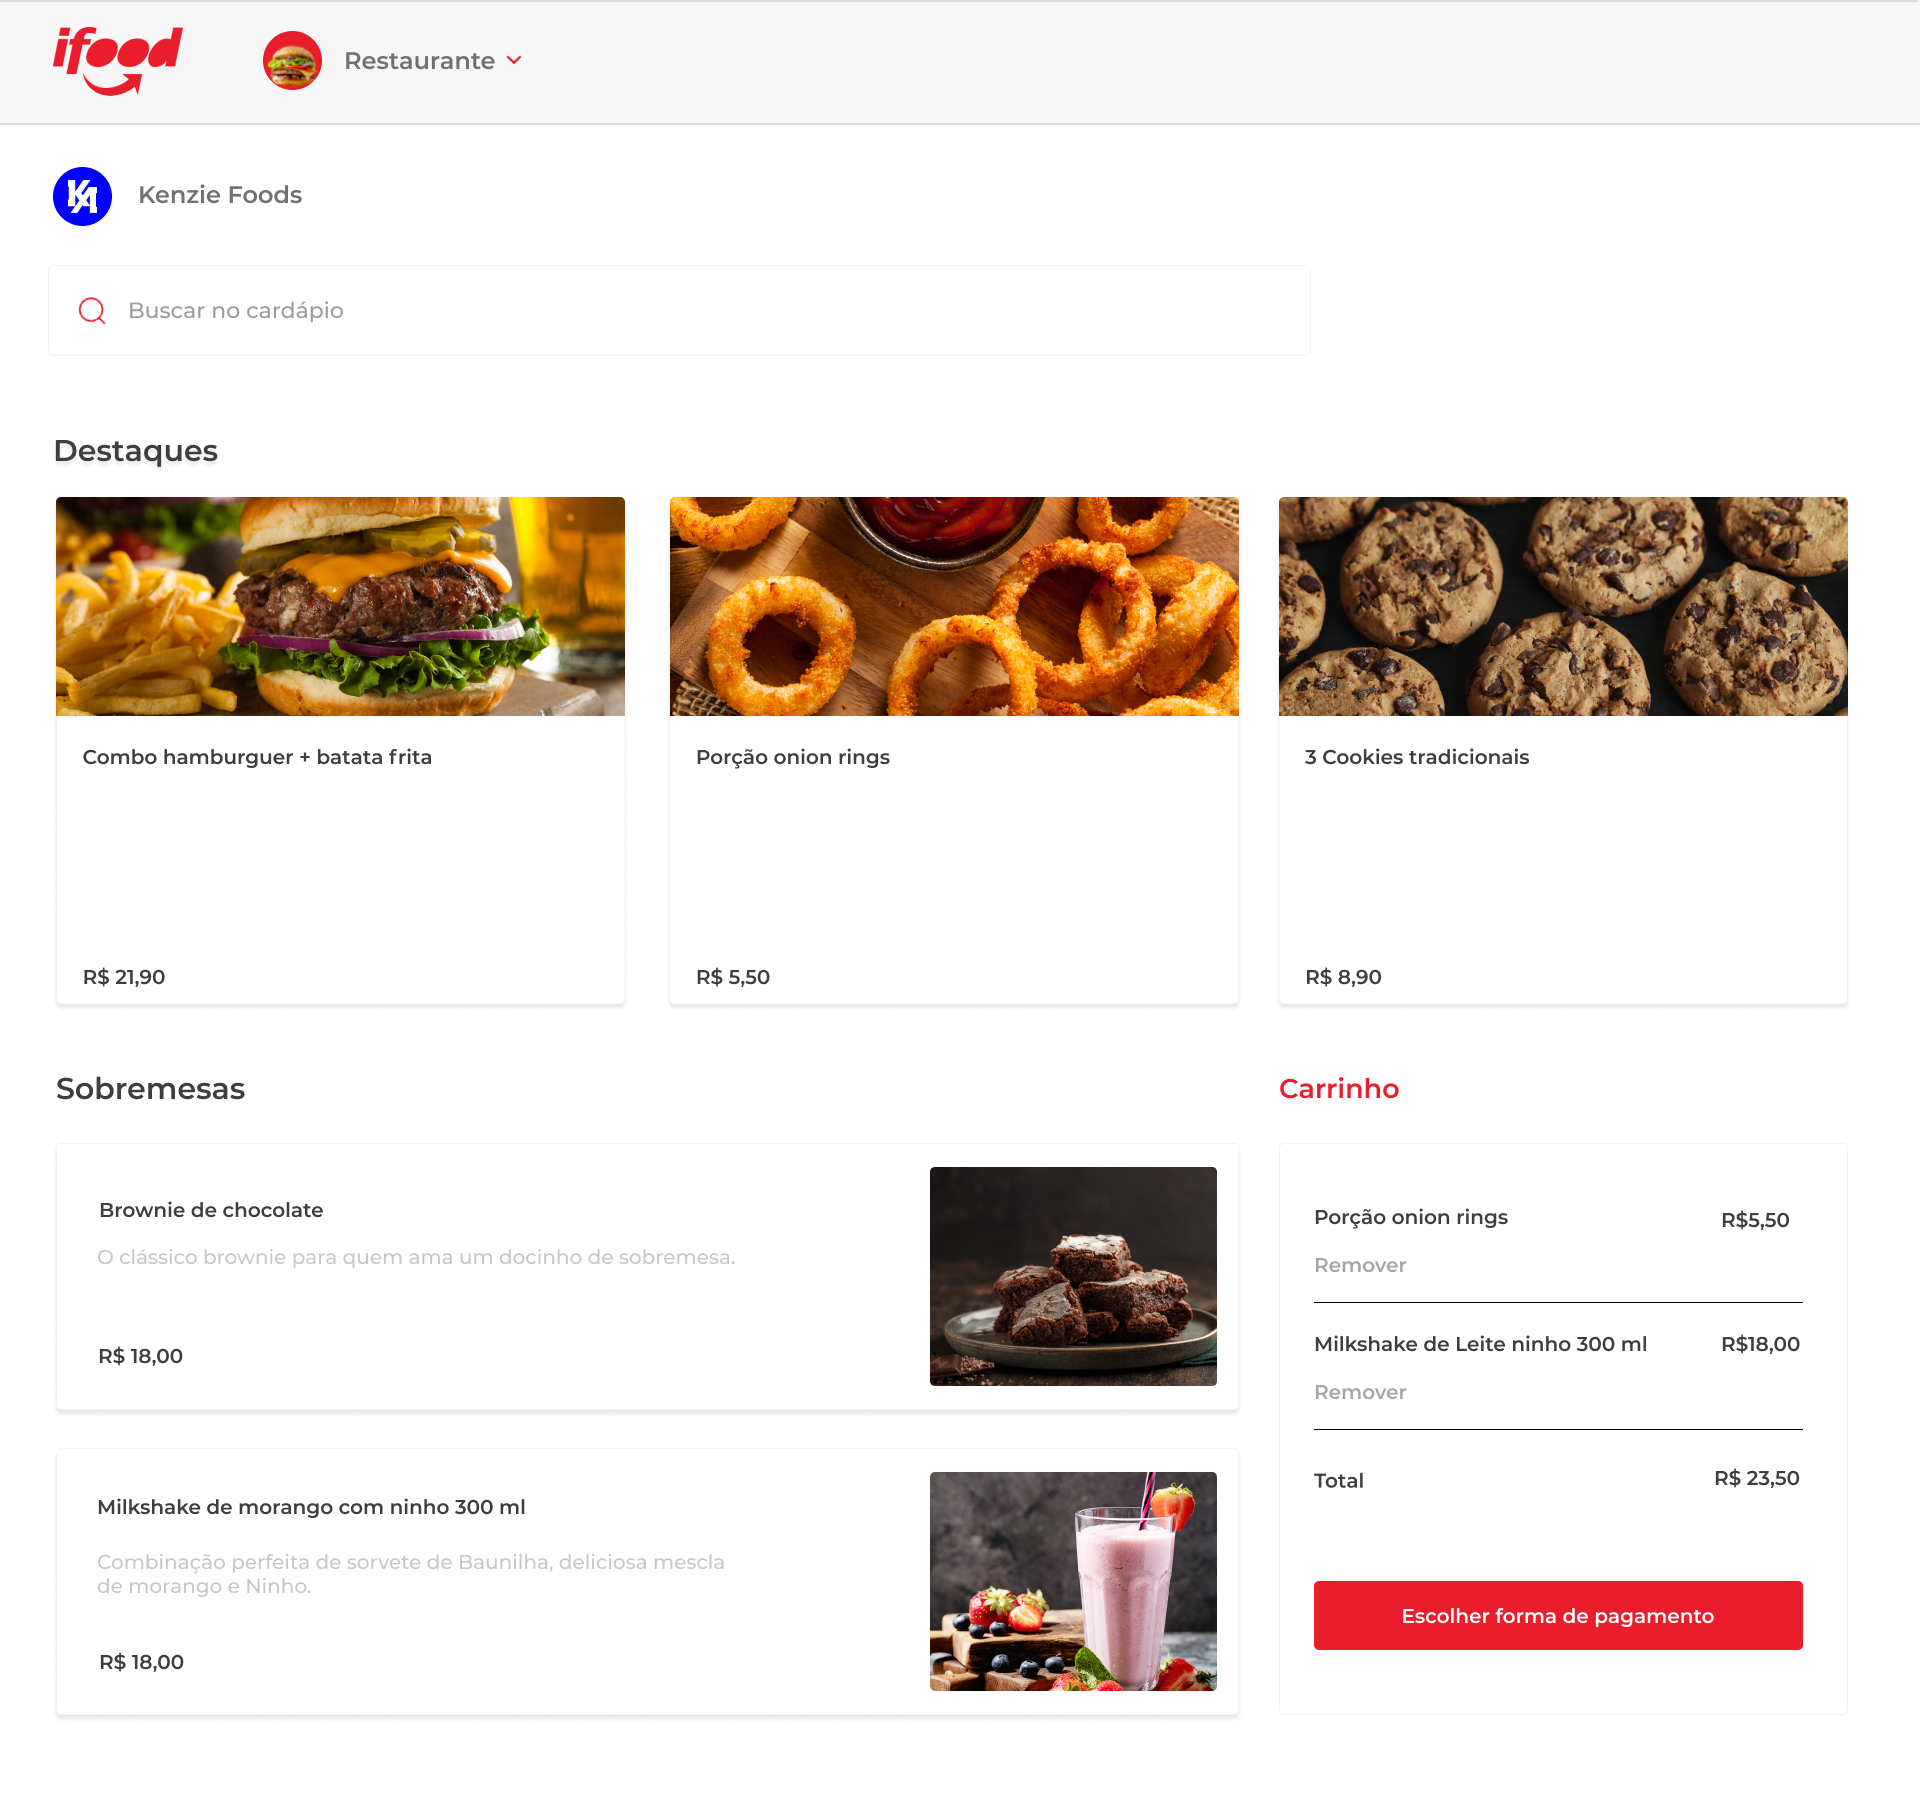 ifood
Restaurante
Kenzie Foods
Buscar no cardápio
Destaques
Combo hamburguer + batata frita
R$ 21,90
Porção onion rings
R$ 5,50
3 Cookies tradicionais
R$ 8,90
Sobremesas
Brownie de chocolate
O clássico brownie para quem ama um docinho de sobremesa.
R$ 18,00
Milkshake de morango com ninho 300 ml
Combinação perfeita de sorvete de Baunilha, deliciosa mescla
de morango e Ninho.
R$ 18,00
Carrinho
Porção onion rings R$5,50
Remover
Milkshake de Leite ninho 300 ml R$18,00
Remover
Total R$ 23,50
Escolher forma de pagamento